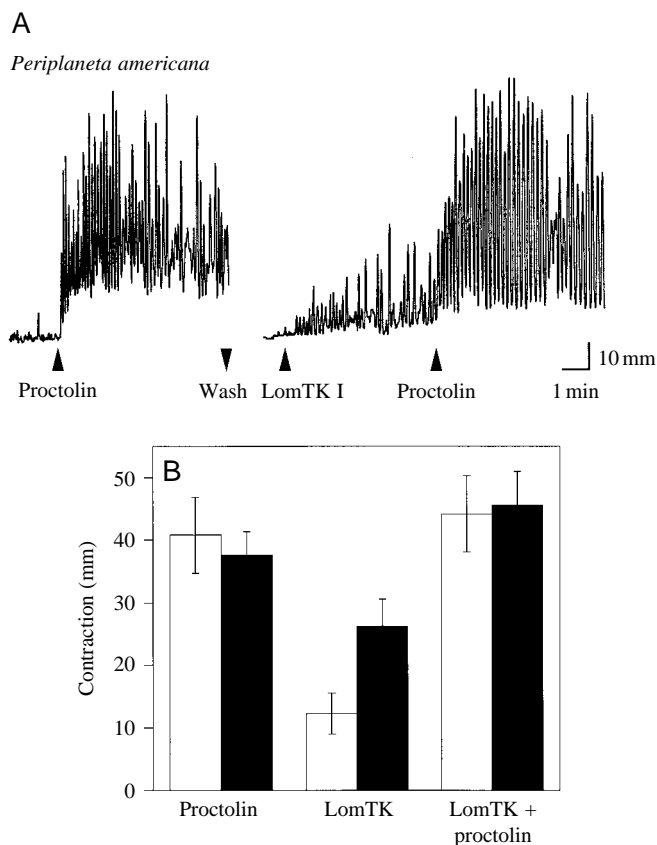 A
Periplaneta americana
10 mm
Proctolin Wash LomTK I Proctolin 1 min
B
Contraction (mm)
50
40
30
20
10
0
Proctolin LomTK LomTK +
proctolin